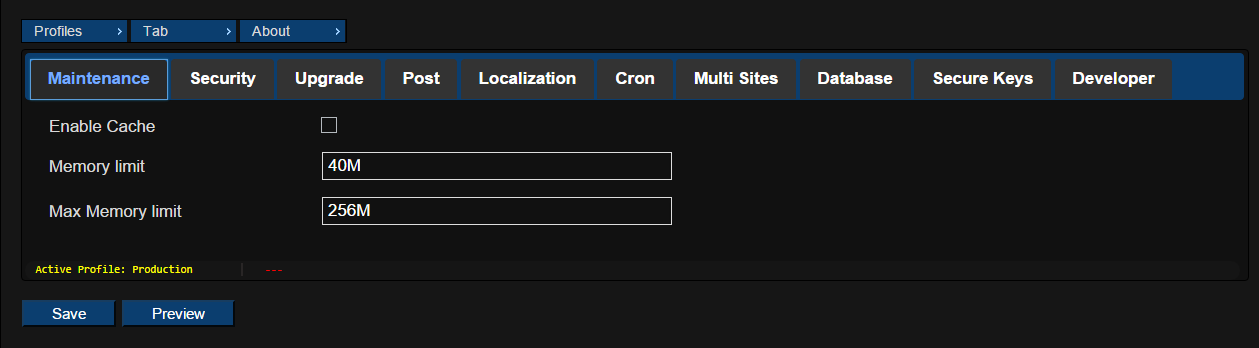 Profiles > Tab > About >
Maintenance Security Upgrade Post Localization Cron Multi Sites Database Secure Keys Developer
Enable Cache
Memory limit 40M
Max Memory limit 256M
Active Profile: Production | ---
Save Preview